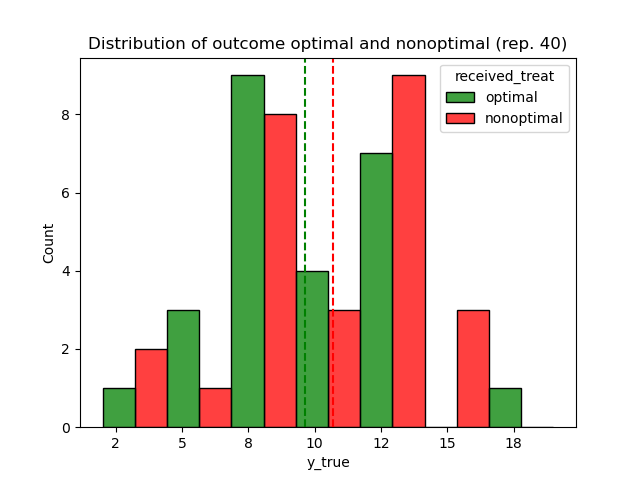 Distribution of outcome optimal and nonoptimal (rep. 40)
received_treat
optimal
nonoptimal
8
6
4
2
0
Count
2 5 8 10 12 15 18
y_true